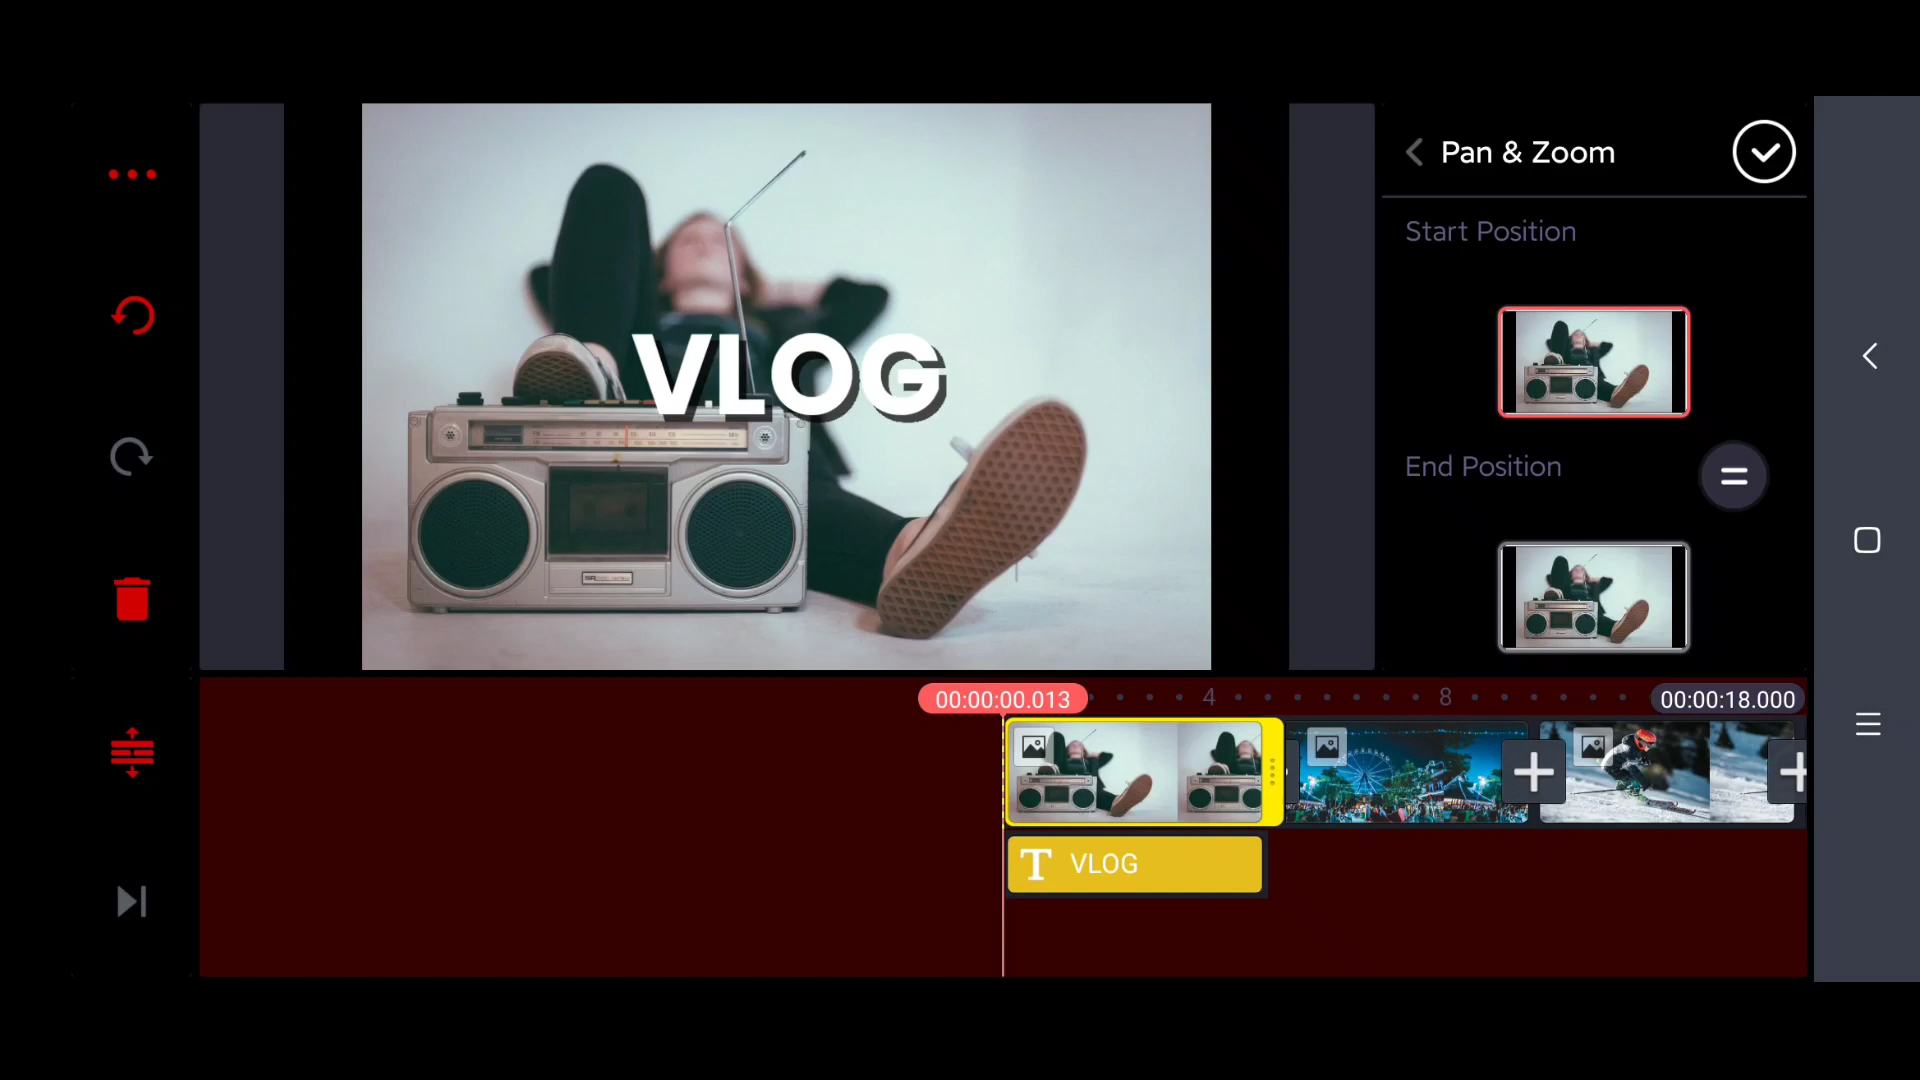 Pan & Zoom
Start Position
VLOG
End Position
00:00:00.013
4
8
00:00:18.000
T VLOG